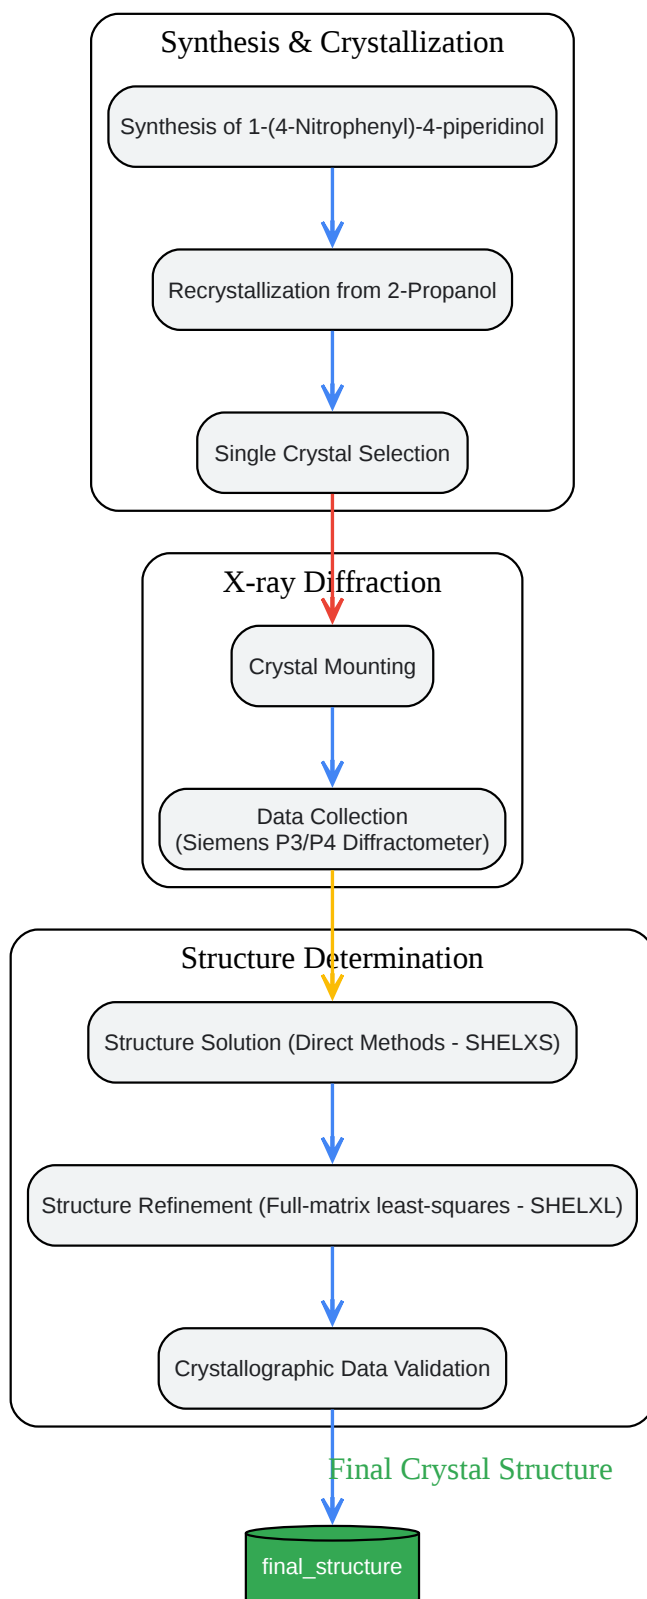 Synthesis & Crystallization
Synthesis of 1-(4-Nitrophenyl)-4-piperidinol
Recrystallization from 2-Propanol
Single Crystal Selection
X-ray Diffraction
Crystal Mounting
Data Collection
(Siemens P3/P4 Diffractometer)
Structure Determination
Structure Solution (Direct Methods - SHELXS)
Structure Refinement (Full-matrix least-squares - SHELXL)
Crystallographic Data Validation
Final Crystal Structure
final_structure